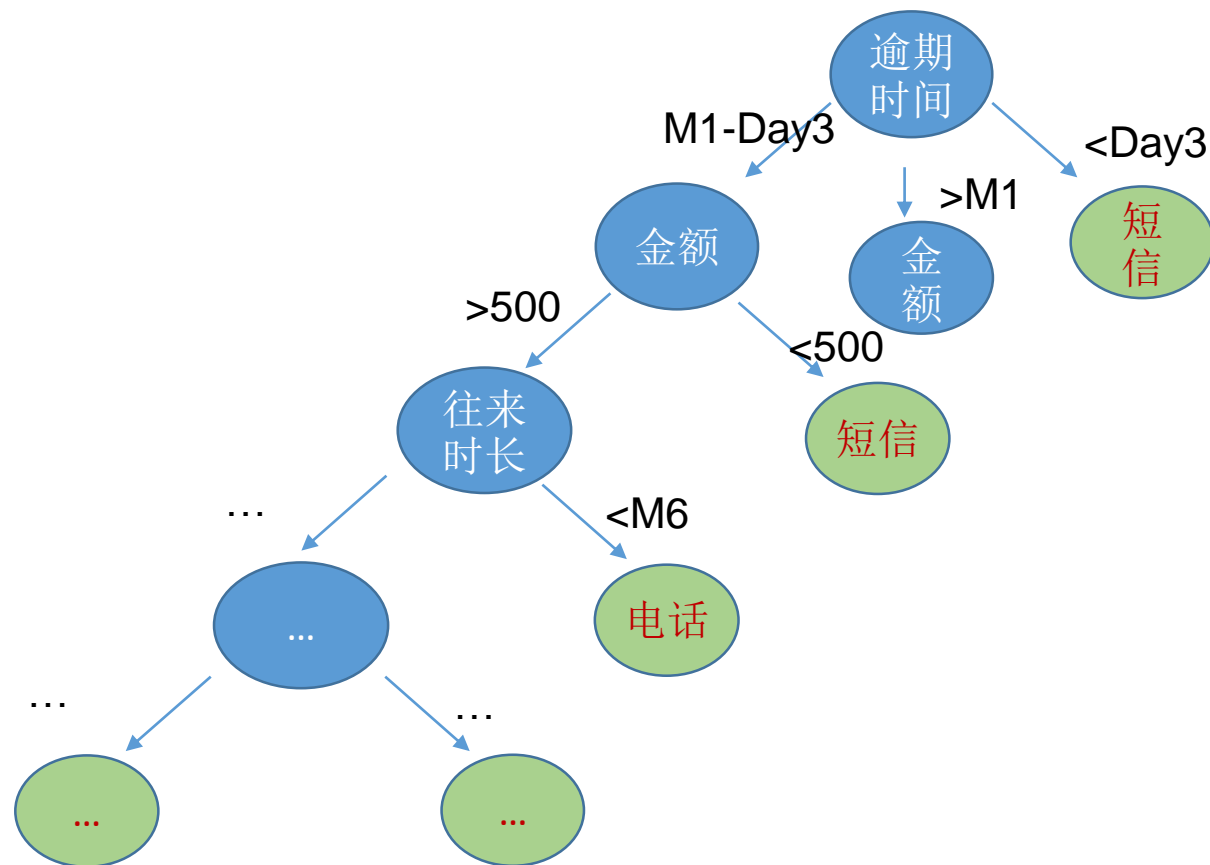 逾期
时间
M1-Day3
<Day3
>M1
短
信
金额
金
额
>500
<500
往来
时长
短信
…
<M6
...
电话
…
…
...
...